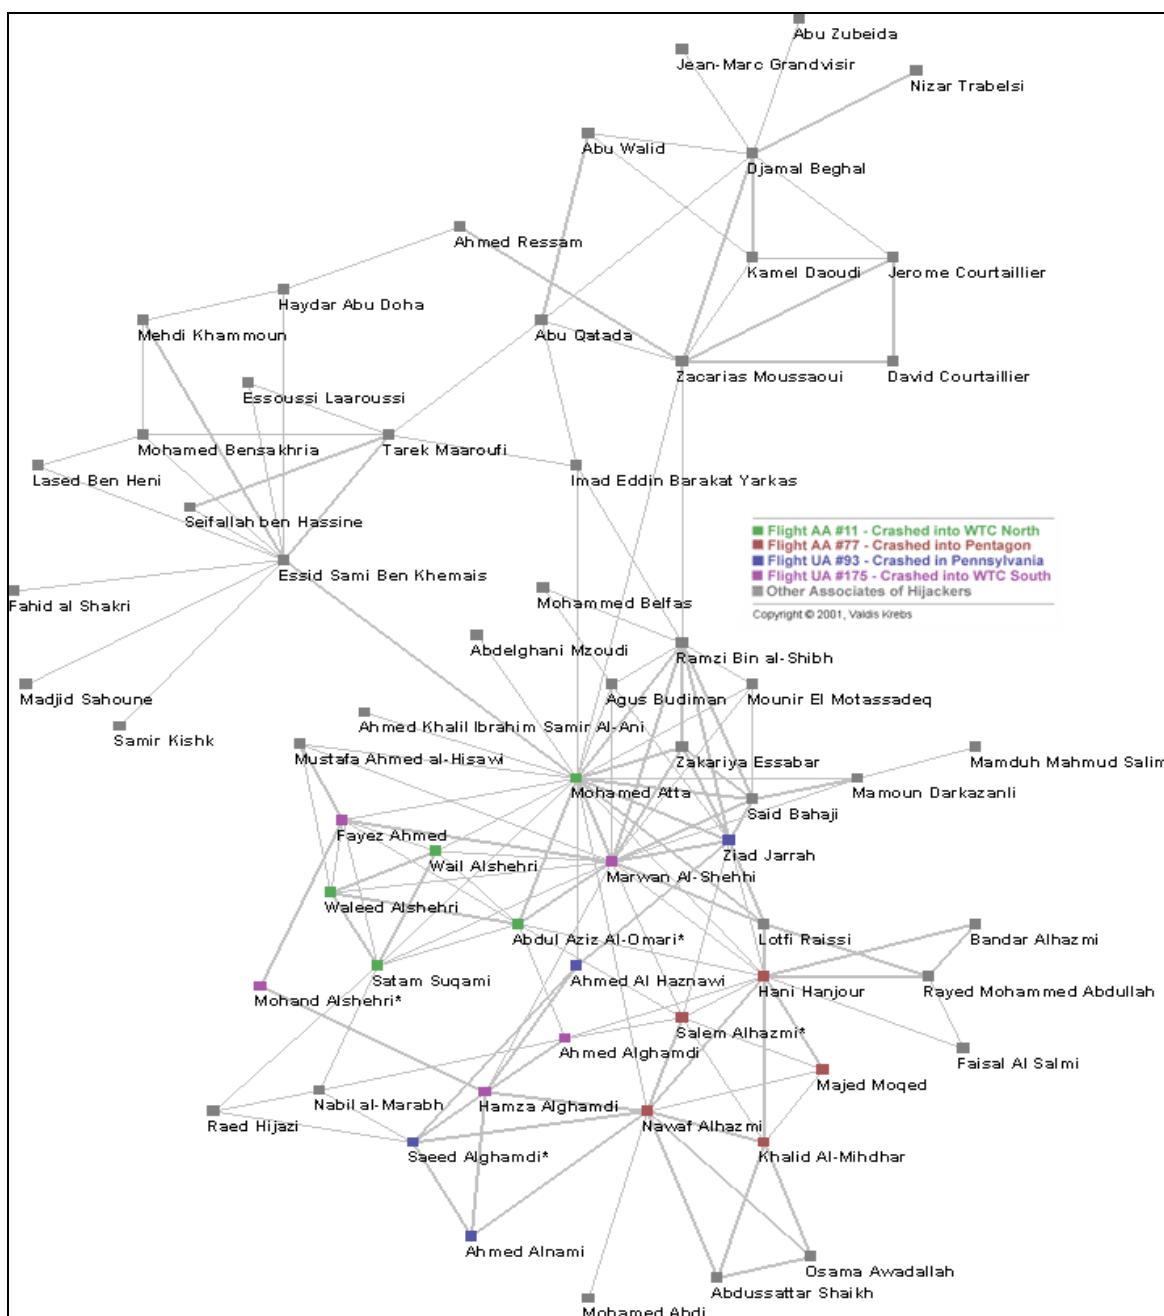 Abu Zubeida
Jean-Marc Grandvisir
Nizar Trabelsi
Abu Walid
Djamal Beghal
Ahmed Ressam
Kamel Daoudi
Jerome Courtaillier
Haydar Abu Doha
Mehdi Khammoun
Abu Qatada
Zacarias Moussaoui
David Courtaillier
Essoussi Laaroussi
Mohamed Bensakhria
Tarek Maaroufi
Lased Ben Heni
Imad Eddin Barakat Yarkas
Seifallah ben Hassine
Flight AA #11 - Crashed into WTC North
Flight AA #77 - Crashed into Pentagon
Flight UA #93 - Crashed in Pennsylvania
Flight UA #175 - Crashed into WTC South
Other Associates of Hijackers
Copyright © 2001, Valdis Krebs
Essid Sami Ben Khemais
Fahid al Shakri
Mohammed Belfas
Abdelghani Mzoudi
Ramzi Bin al-Shibh
Madjid Sahoune
Agus Budiman
Mounir El Motassadeq
Samir Kishk
Ahmed Khalil Ibrahim Samir Al-Ani
Mustafa Ahmed al-Hisawi
Zakariya Essabar
Mamduh Mahmud Salim
Mohamed Atta
Mamoun Darkazanli
Said Bahaji
Fayez Ahmed
Ziad Jarrah
Wail Alshehri
Marwan Al-Shehhi
Waleed Alshehri
Abdul Aziz Al-Omari*
Lotfi Raissi
Bandar Alhazmi
Satam Suqami
Ahmed Al Haznawi
Hani Hanjour
Rayed Mohammed Abdullah
Mohand Alshehri*
Salem Alhazmi*
Ahmed Alghamdi
Faisal Al Salmi
Majed Moqed
Nabil al-Marabh
Hamza Alghamdi
Raed Hijazi
Nawaf Alhazmi
Saeed Alghamdi*
Khalid Al-Mihdhar
Ahmed Alnami
Osama Awadallah
Abdussattar Shaikh
Mohamed Abdi